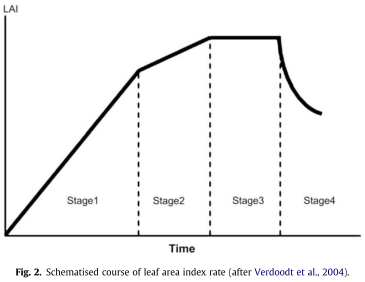 LAI
Stage1 Stage2 Stage3 Stage4
Time
Fig. 2. Schematised course of leaf area index rate (after Verdoodt et al., 2004).